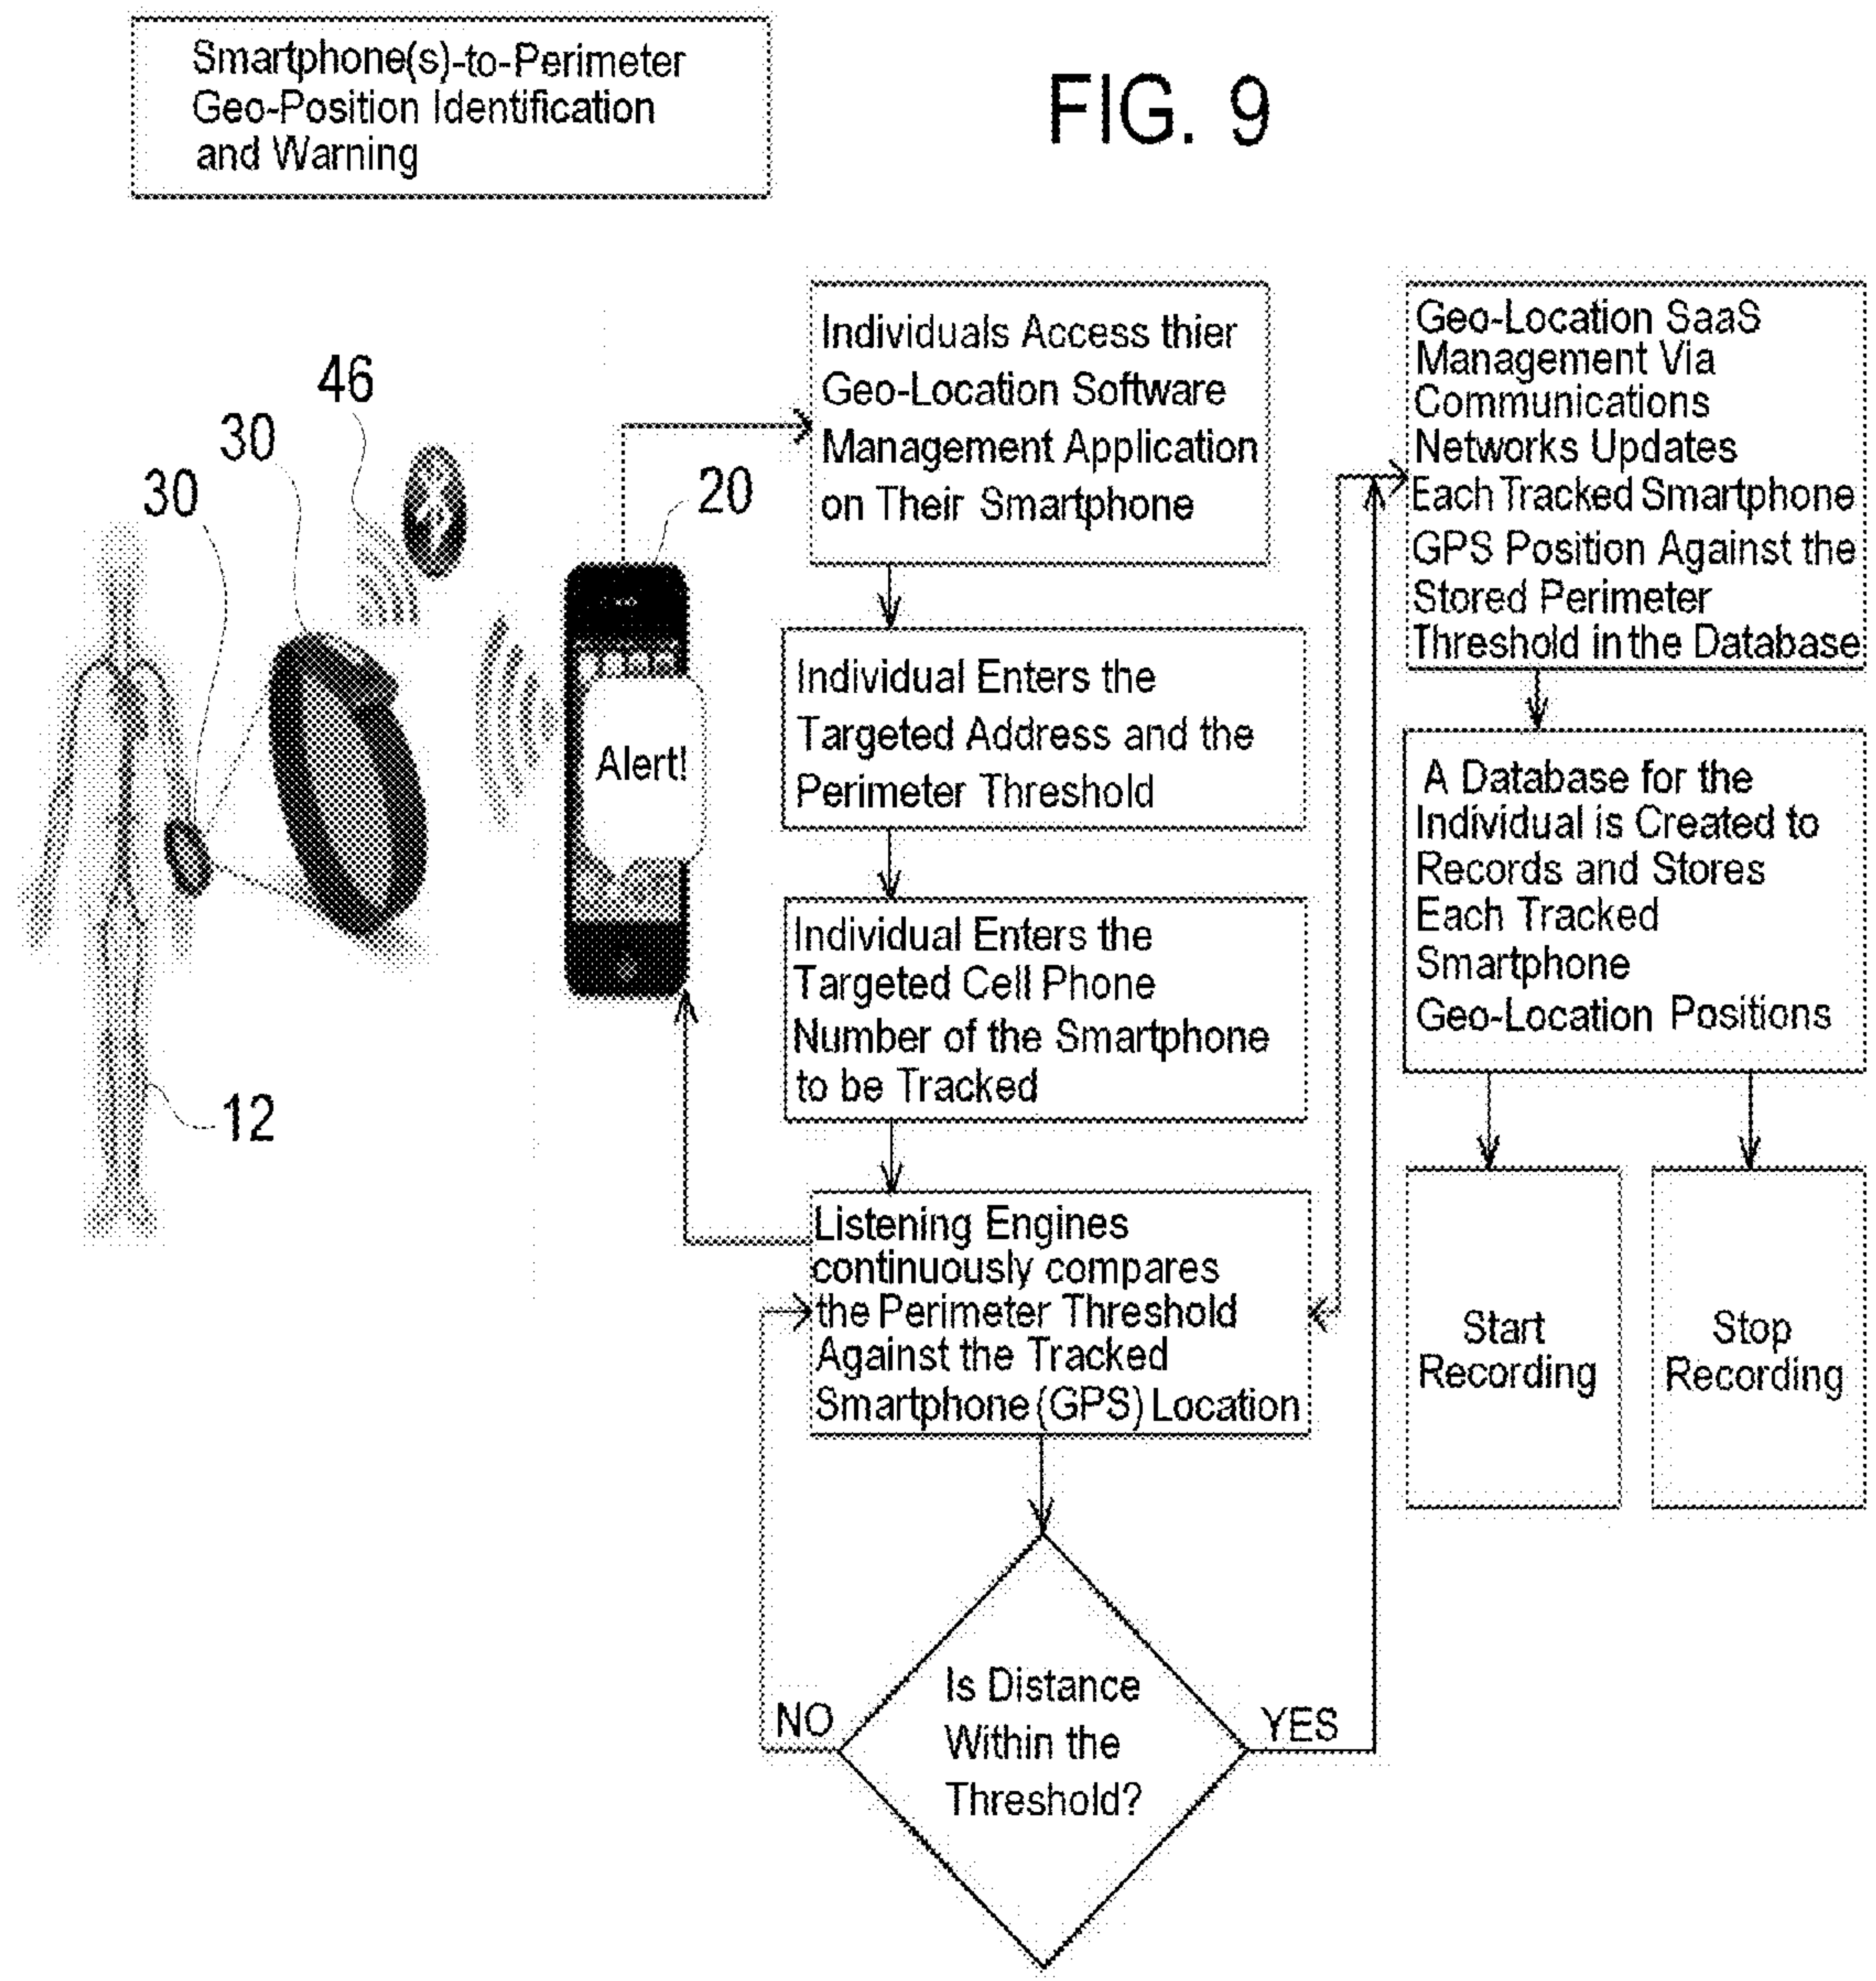 Smartphone(s)-to-Perimeter
Geo-Position Identification
and Warning
FIG. 9
46
30
30
20
12
Alert!
Individuals Access thier
Geo-Location Software
Management Application
on Their Smartphone
Individual Enters the
Targeted Address and the
Perimeter Threshold
Individual Enters the
Targeted Cell Phone
Number of the Smartphone
to be Tracked
Listening Engines
continuously compares
the Perimeter Threshold
Against the Tracked
Smartphone (GPS) Location
Is Distance
Within the
Threshold?
NO
YES
Geo-Location SaaS
Management Via
Communications
Networks Updates
Each Tracked Smartphone
GPS Position Against the
Stored Perimeter
Threshold in the Database
A Database for the
Individual is Created to
Records and Stores
Each Tracked
Smartphone
Geo-Location Positions
Start
Recording
Stop
Recording